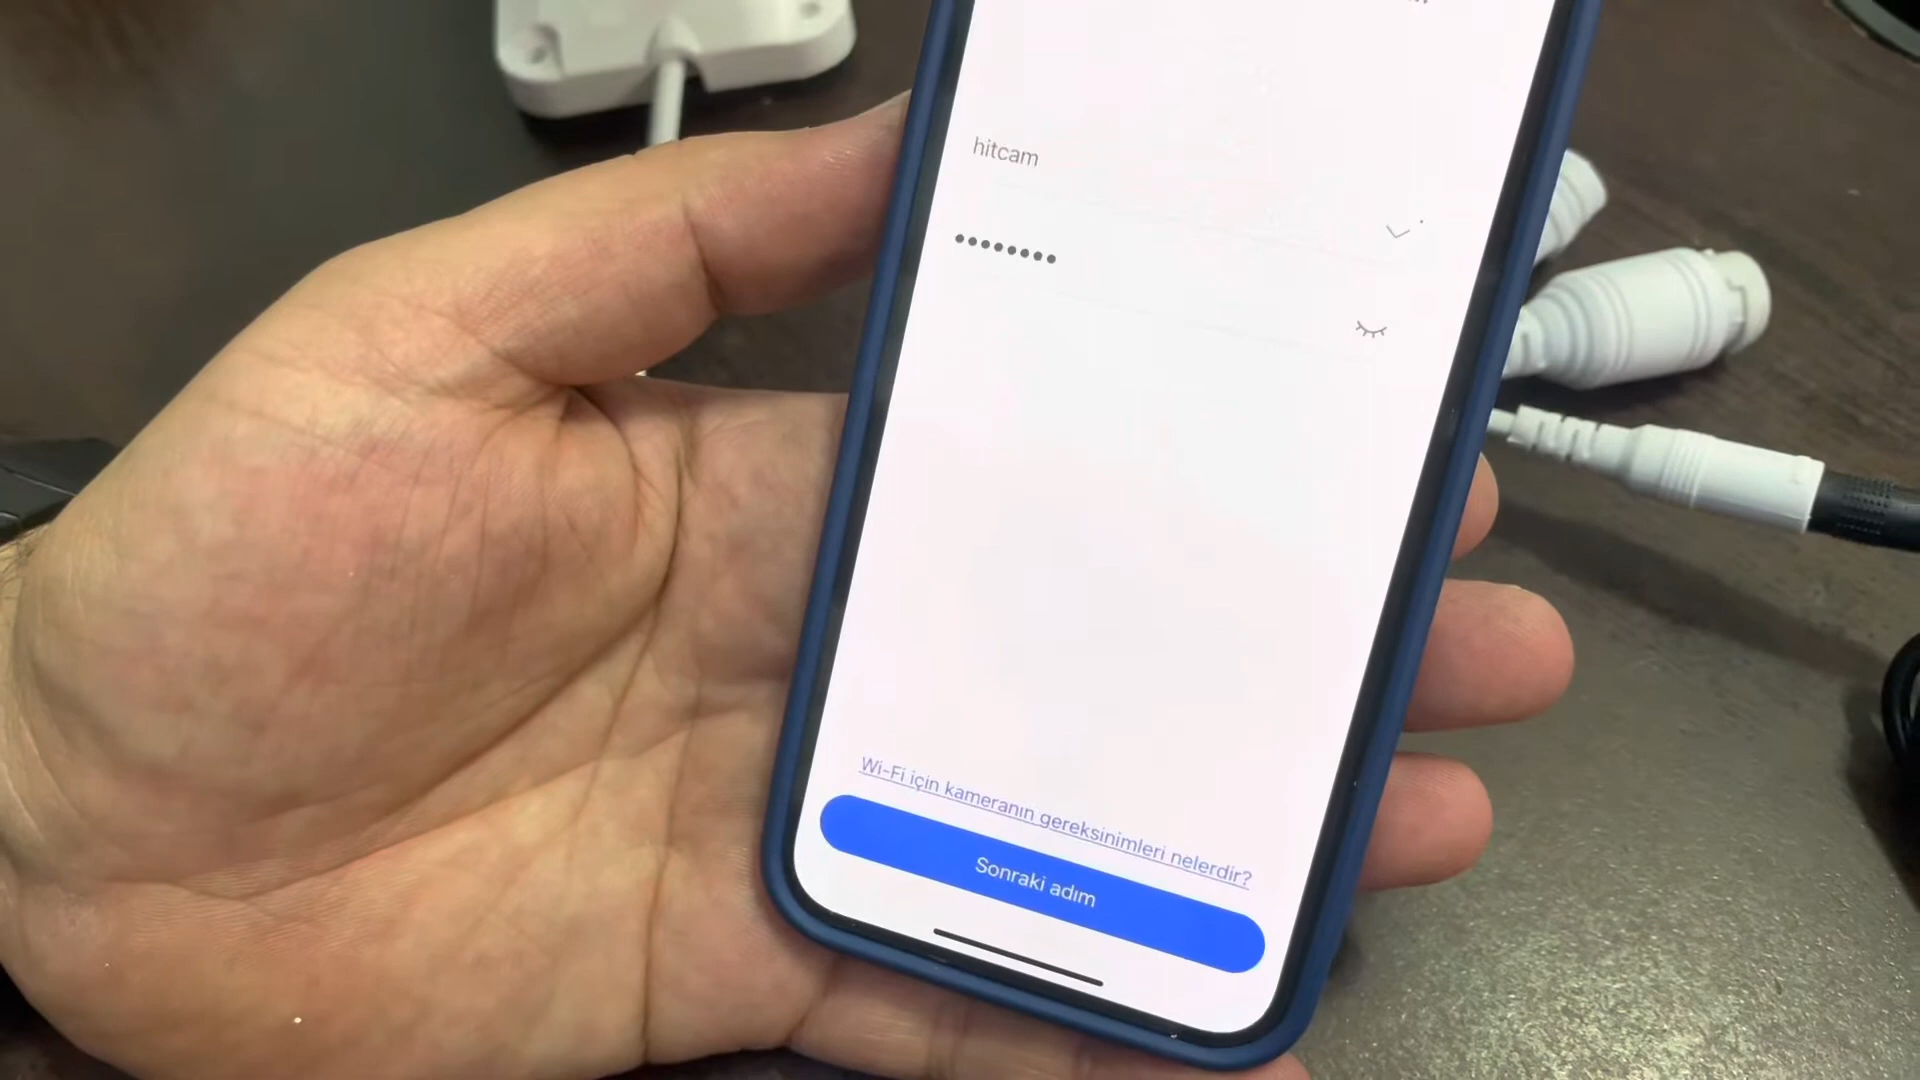 hitcam
••••••••
Wi-Fi için kameranın gereksinimleri nelerdir?
Sonraki adım